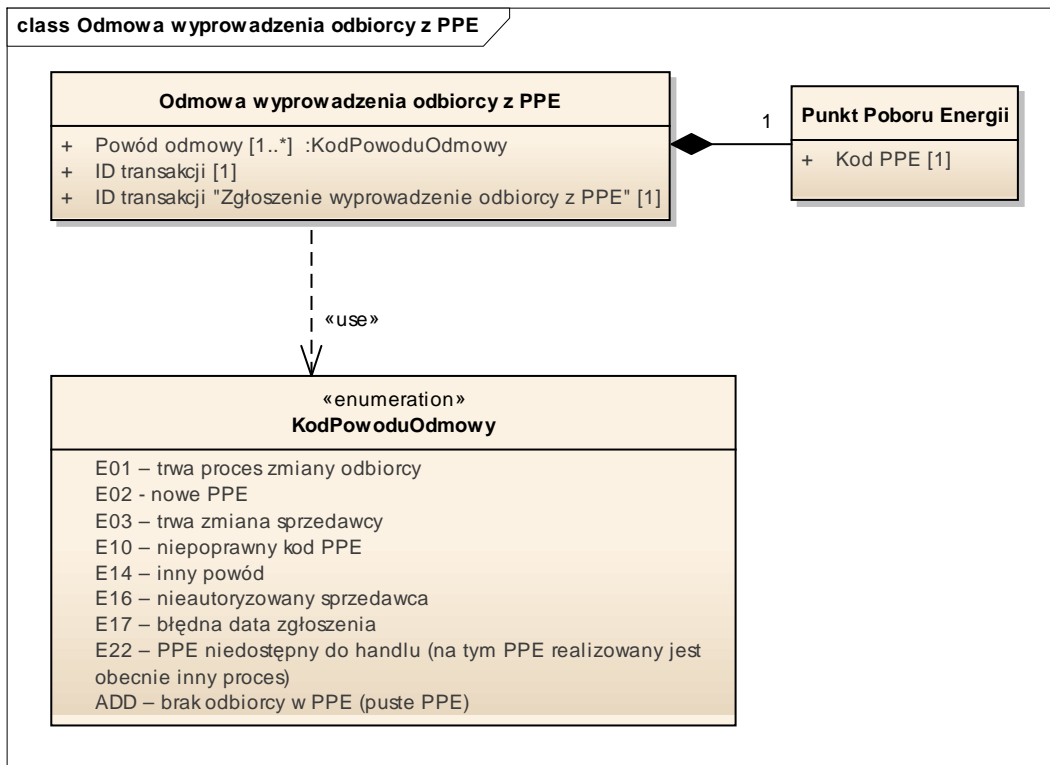 class Odmowa wyprowadzenia odbiorcy z PPE
Odmowa wyprowadzenia odbiorcy z PPE
+ Powód odmowy [1..*] :KodPowoduOdmowy
+ ID transakcji [1]
+ ID transakcji "Zgłoszenie wyprowadzenie odbiorcy z PPE" [1]
1
Punkt Poboru Energii
+ Kod PPE [1]
«use»
«enumeration»
KodPowoduOdmowy
E01 – trwa proces zmiany odbiorcy
E02 - nowe PPE
E03 – trwa zmiana sprzedawcy
E10 – niepoprawny kod PPE
E14 – inny powód
E16 – nieautoryzowany sprzedawca
E17 – błędna data zgłoszenia
E22 – PPE niedostępny do handlu (na tym PPE realizowany jest
obecnie inny proces)
ADD – brak odbiorcy w PPE (puste PPE)